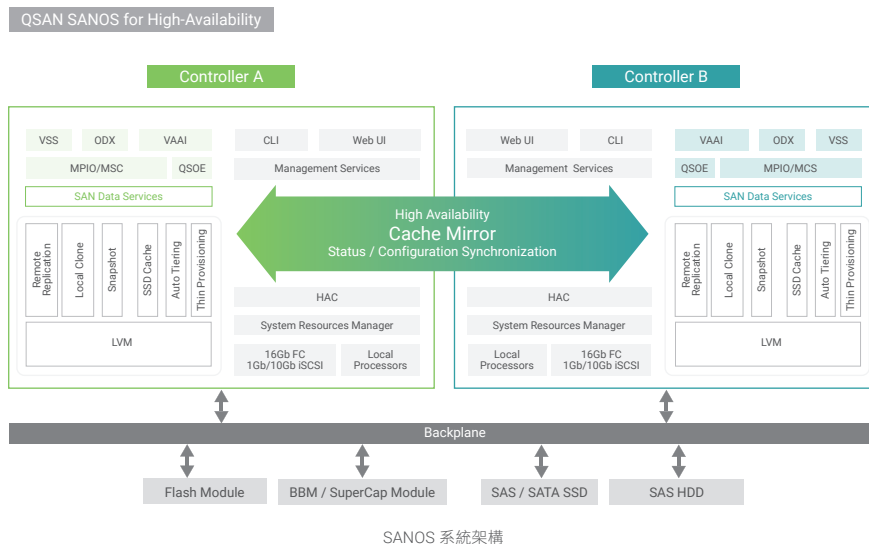 QSAN SANOS for High-Availability
Controller A
VSS
ODX
VAAI
MPIO/MSC
QSOE
SAN Data Services
Remote
Replication
Local Clone
Snapshot
SSD Cache
Auto Tiering
Thin Provisioning
LVM
CLI
Web UI
Management Services
High Availability
Cache Mirror
Status / Configuration Synchronization
HAC
System Resources Manager
16Gb FC
1Gb/10Gb iSCSI
Local
Processors
Controller B
Web UI
CLI
Management Services
HAC
System Resources Manager
Local
Processors
16Gb FC
1Gb/10Gb iSCSI
VAAI
ODX
VSS
QSOE
MPIO/MCS
SAN Data Services
Remote
Replication
Local Clone
Snapshot
SSD Cache
Auto Tiering
Thin Provisioning
LVM
Backplane
Flash Module
BBM / SuperCap Module
SAS / SATA SSD
SAS HDD
SANOS 系統架構